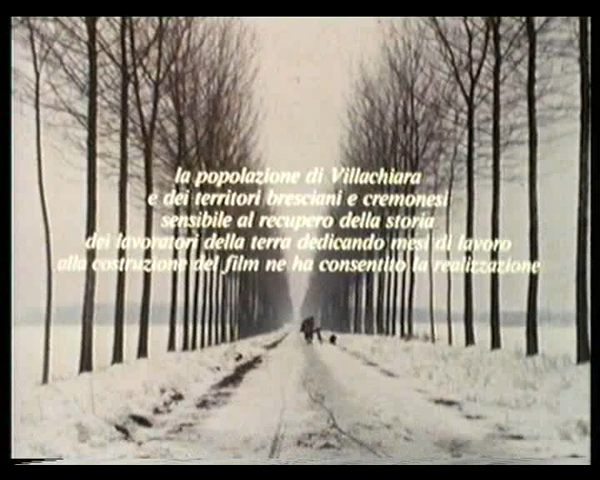 la popolazione di Villachiara
e dei territori bresciani e cremonesi
sensibile al recupero della storia
dei lavoratori della terra dedicando mesi di lavoro
alla costruzione del film ne ha consentito la realizzazione